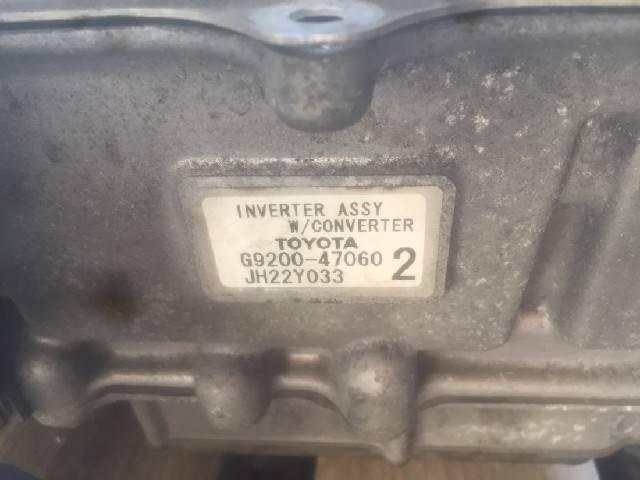 INVERTER ASSY
W/CONVERTER
TOYOTA
G9200-47060 2
JH22Y033